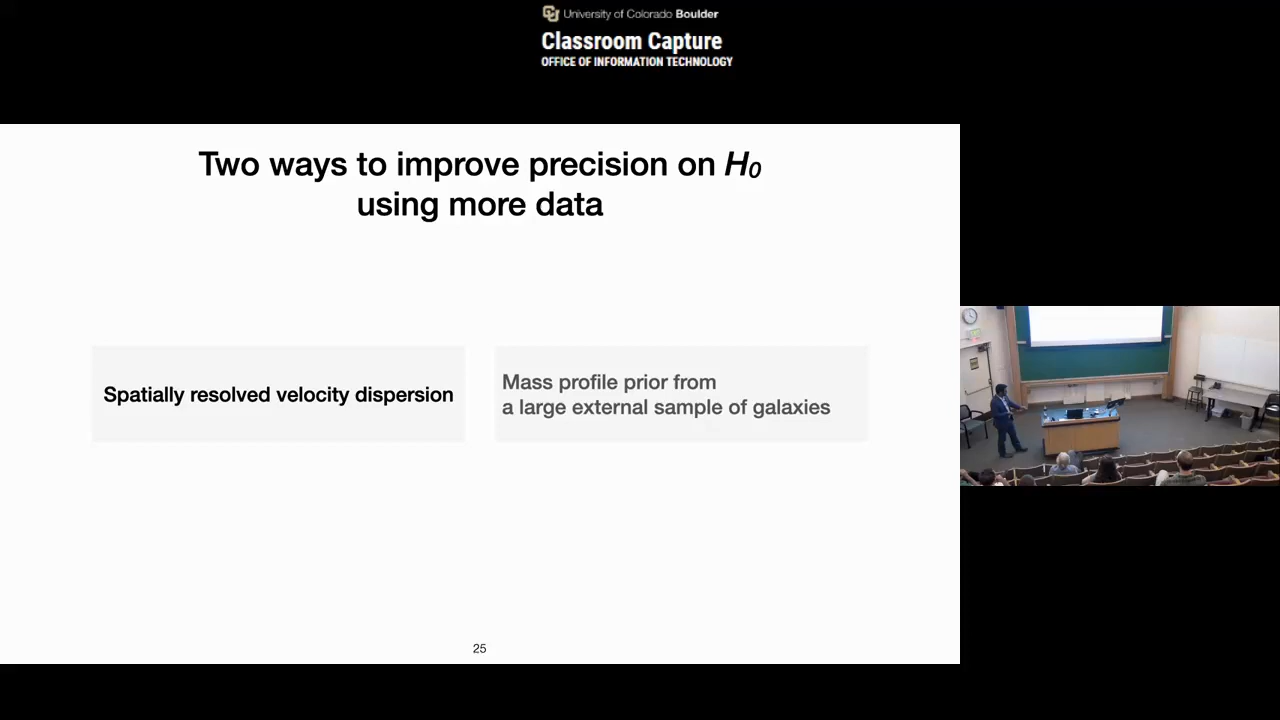 University of Colorado Boulder
Classroom Capture
OFFICE OF INFORMATION TECHNOLOGY
Two ways to improve precision on H₀
using more data
Spatially resolved velocity dispersion
Mass profile prior from
a large external sample of galaxies
25